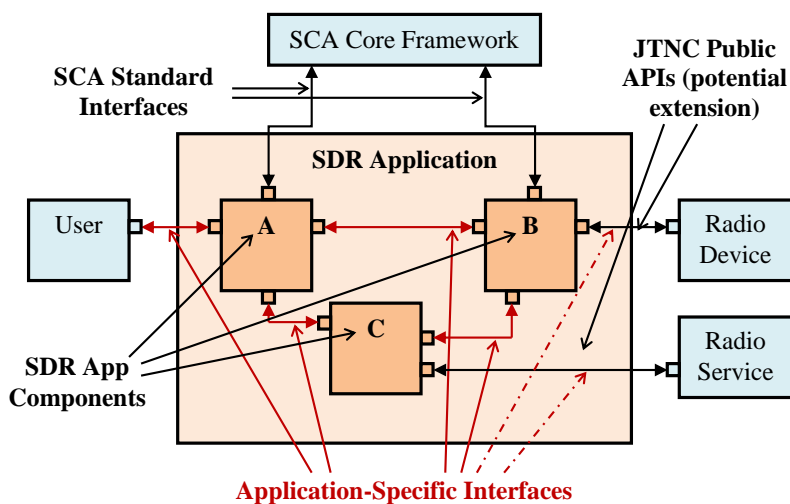 SCA Core Framework
SCA Standard
Interfaces
JTNC Public
APIs (potential
extension)
SDR Application
User
A
B
Radio
Device
C
SDR App
Components
Radio
Service
Application-Specific Interfaces